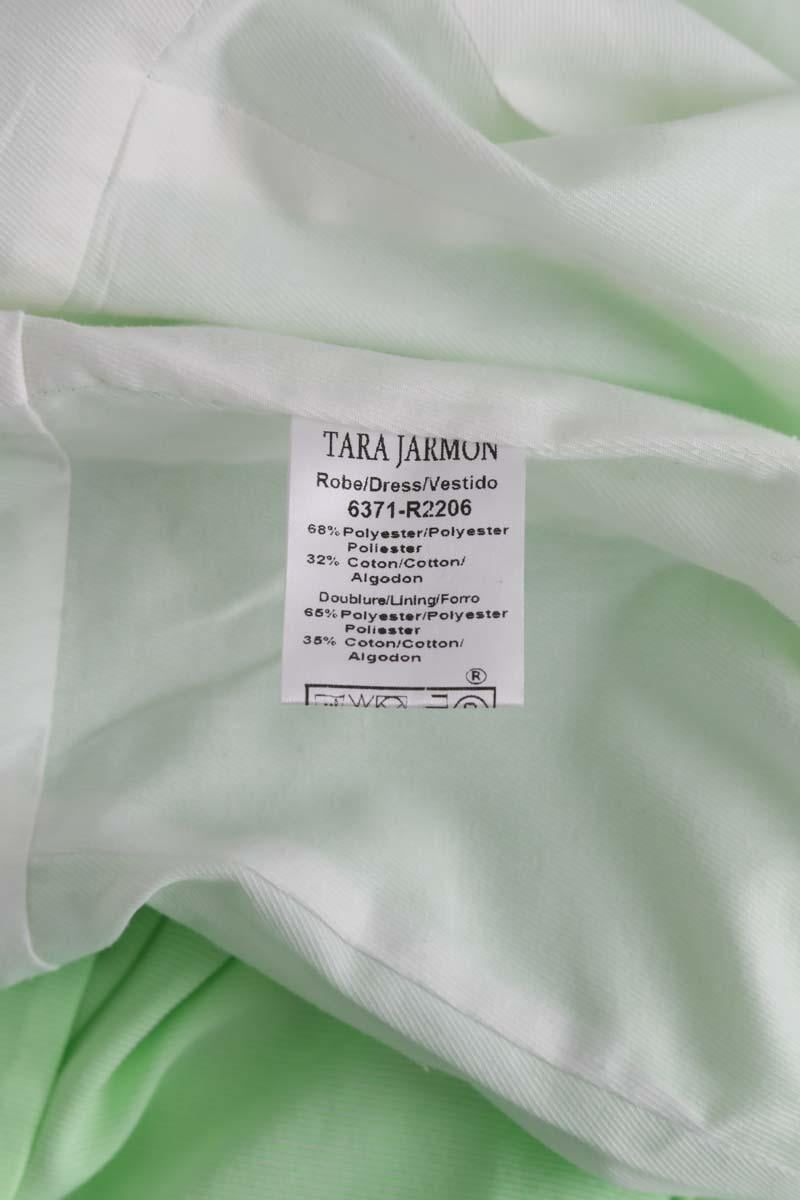 TARA JARMON
Robe/Dress/Vestido
6371-R2206
68% Polyester/Polyester
Poliester
32% Coton/Cotton/
Algodon
Doublure/Lining/Forro
65% Polyester/Polyester
Poliester
35% Coton/Cotton/
Algodon
®